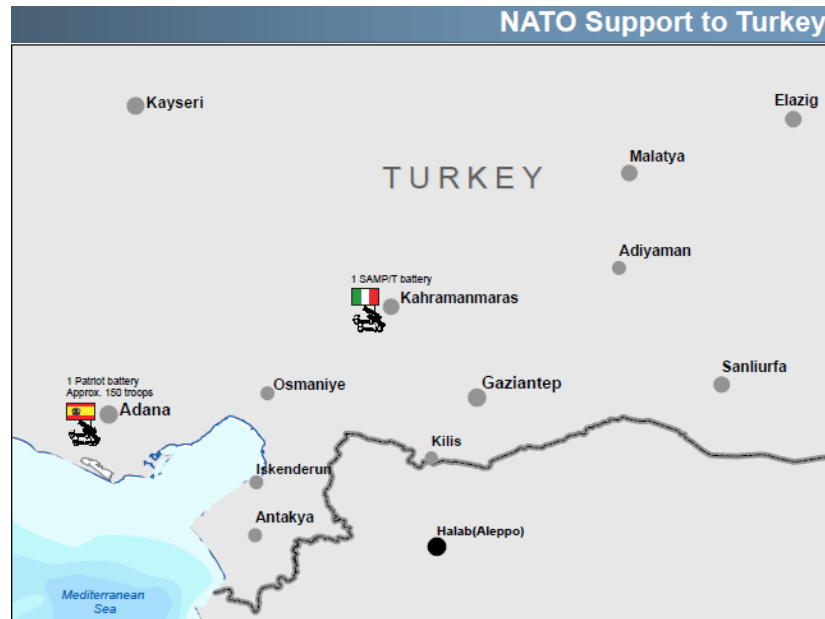 NATO Support to Turkey
Kayseri
Elazig
Malatya
TURKEY
Adiyaman
1 SAMP/T battery
Kahramanmaras
Sanliurfa
1 Patriot battery
Approx. 150 troops
Adana
Osmaniye
Gaziantep
Kilis
Iskenderun
Antakya
Halab(Aleppo)
Mediterranean
Sea